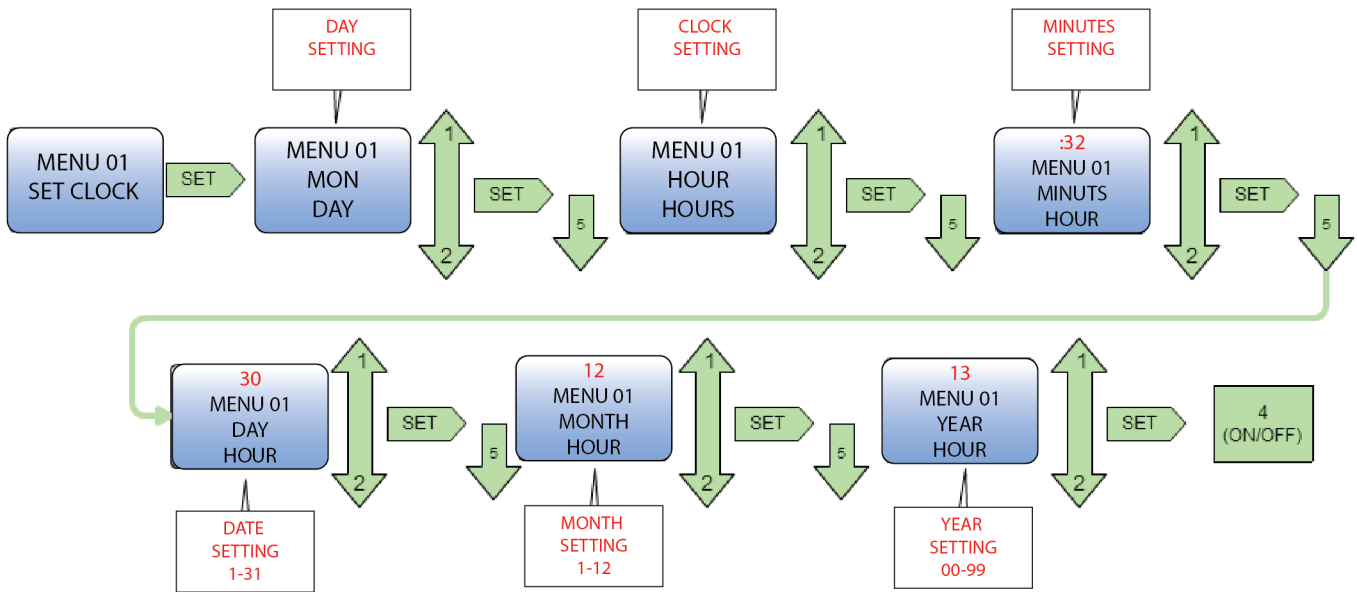 DAY
SETTING
CLOCK
SETTING
MINUTES
SETTING
MENU 01
SET CLOCK
SET
MENU 01
MON
DAY
1
2
SET
5
MENU 01
HOUR
HOURS
1
2
SET
5
:32
MENU 01
MINUTS
HOUR
1
2
SET
5
30
MENU 01
DAY
HOUR
1
2
SET
5
12
MENU 01
MONTH
HOUR
1
2
SET
5
13
MENU 01
YEAR
HOUR
1
2
SET
4
(ON/OFF)
DATE
SETTING
1-31
MONTH
SETTING
1-12
YEAR
SETTING
00-99